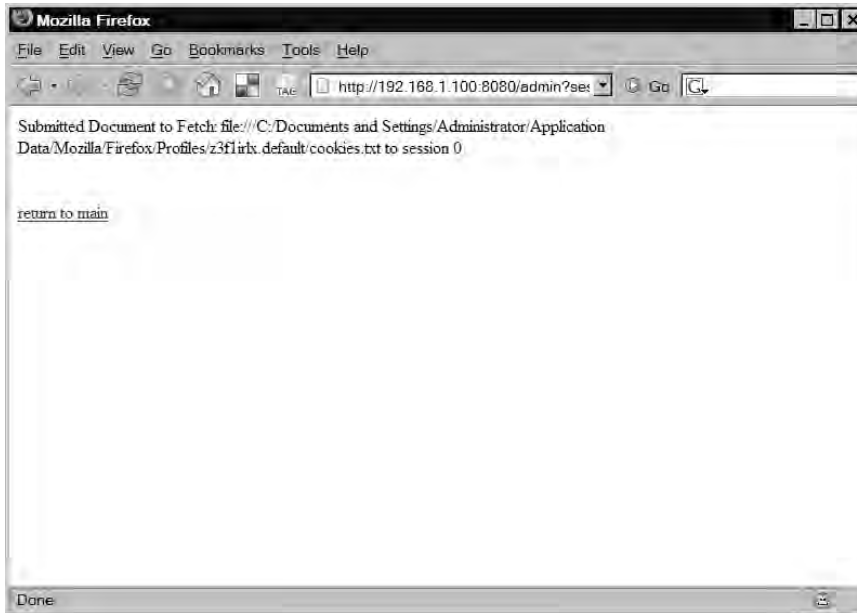 Mozilla Firefox
File Edit View Go Bookmarks Tools Help
TAG http://192.168.1.100:8080/admin?ses Go G
Submitted Document to Fetch: file:///C:/Documents and Settings/Administrator/Application
Data/Mozilla/Firefox/Profiles/z3f1irlx.default/cookies.txt to session 0
return to main
Done